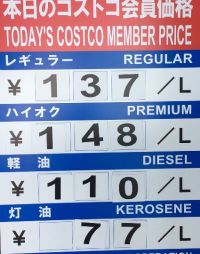 本日のコストコ会員価格
TODAY'S COSTCO MEMBER PRICE
レギュラー REGULAR
¥ 137 /L
ハイオク PREMIUM
¥ 148 /L
軽 油 DIESEL
¥ 110 /L
灯 油 KEROSENE
¥ 77 /L